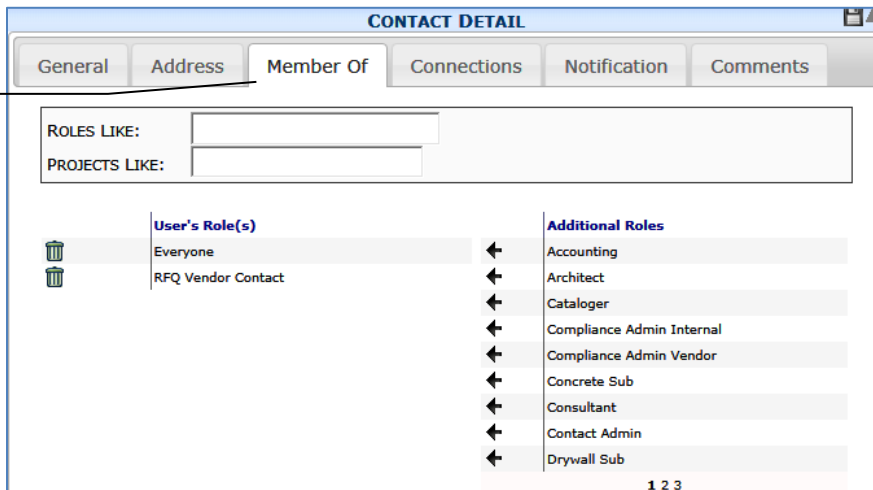 CONTACT DETAIL
General Address Member Of Connections Notification Comments
ROLES LIKE:
PROJECTS LIKE:
User's Role(s) Additional Roles
Everyone Accounting
RFQ Vendor Contact Architect
Cataloger
Compliance Admin Internal
Compliance Admin Vendor
Concrete Sub
Consultant
Contact Admin
Drywall Sub
1 2 3